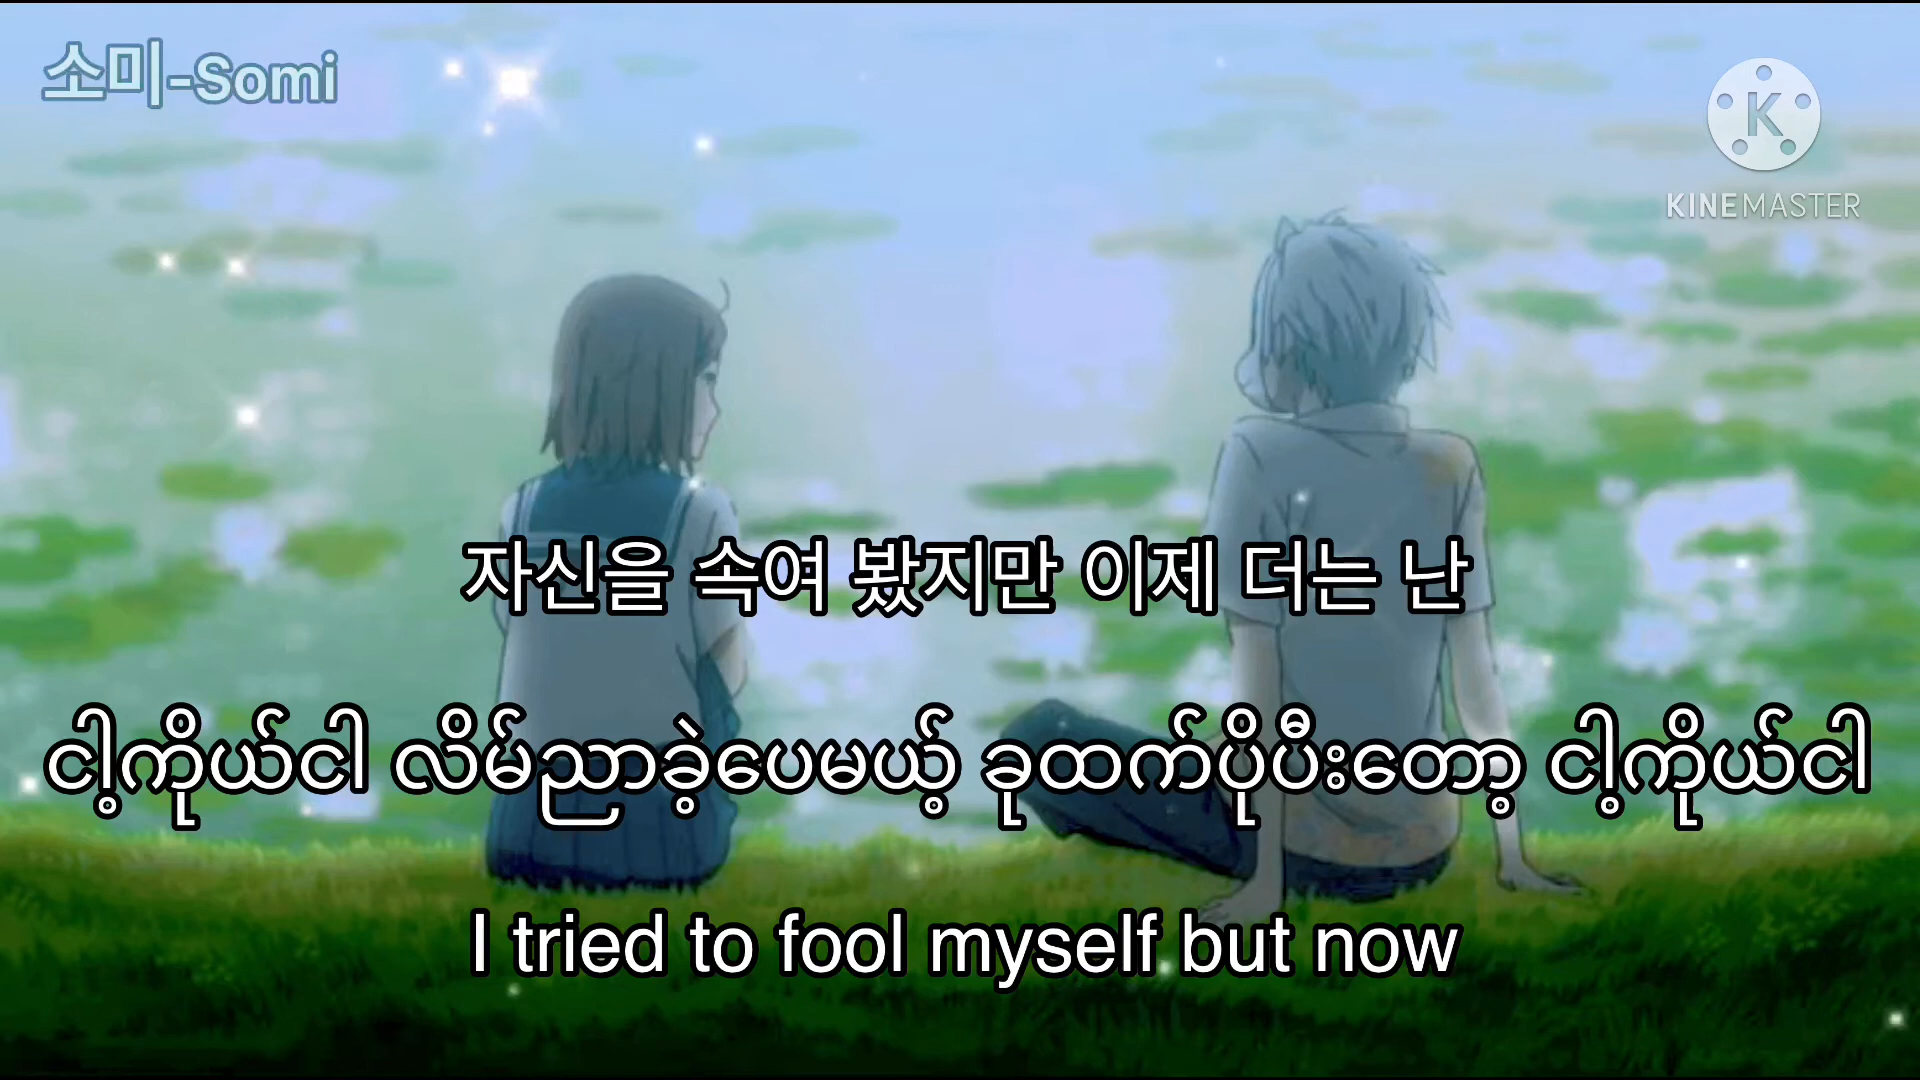 소미-Somi
K
KINEMASTER
자신을 속여 봤지만 이제 더는 난
ငါ့ကိုယ်ငါ လိမ်ညာခဲ့ပေမယ့် ခုထက်ပိုပီးတော့ ငါ့ကိုယ်ငါ
I tried to fool myself but now